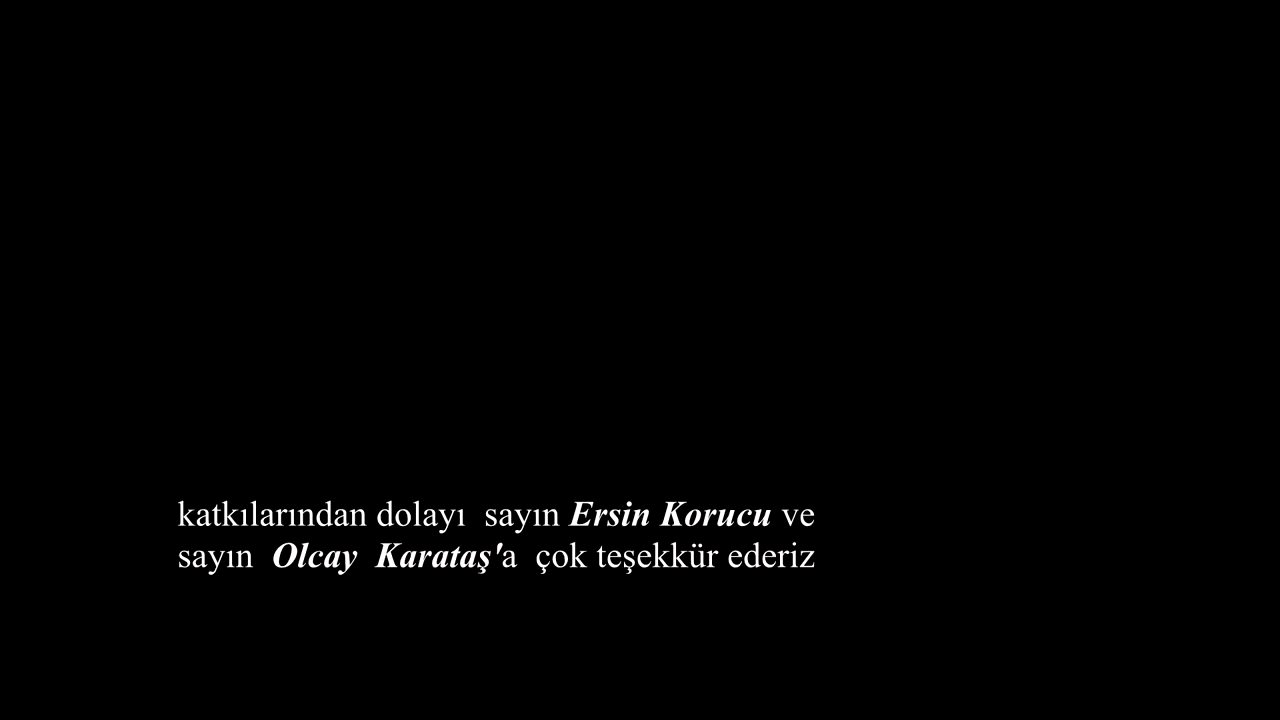 katkılarından dolayı  sayın Ersin Korucu ve
sayın  Olcay  Karataş'a  çok teşekkür ederiz